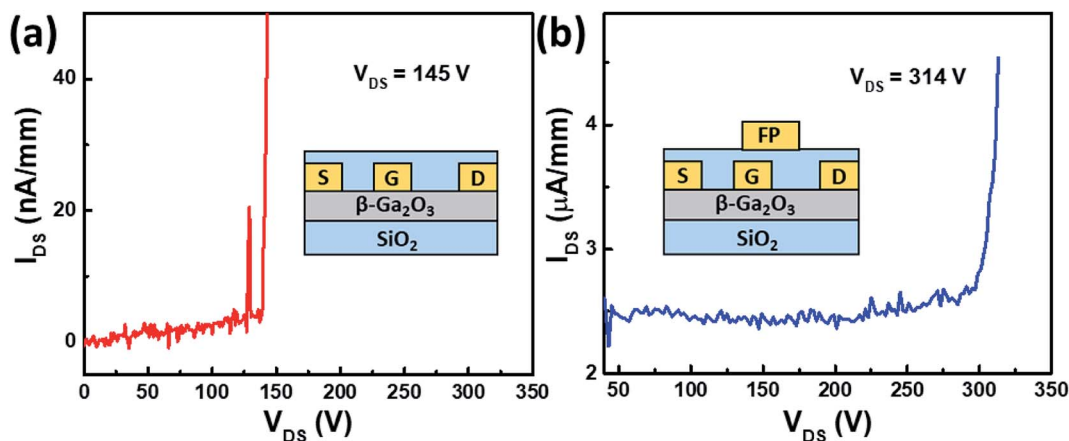 (a)
V_DS = 145 V
I_DS (nA/mm)
40
20
0
S G D
β-Ga₂O₃
SiO₂
0 50 100 150 200 250 300 350
V_DS (V)
(b)
V_DS = 314 V
I_DS (μA/mm)
4
3
2
FP
S G D
β-Ga₂O₃
SiO₂
50 100 150 200 250 300 350
V_DS (V)